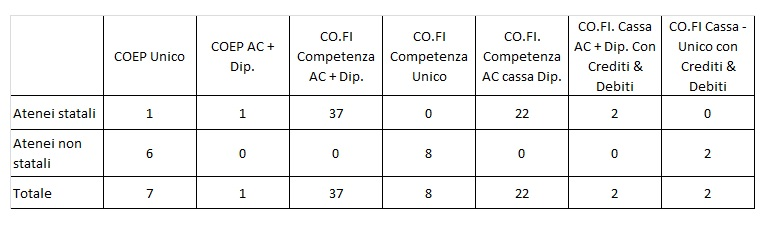 COEP Unico
COEP AC +
Dip.
CO.FI
Competenza
AC + Dip.
CO.FI
Competenza
Unico
CO.FI.
Competenza
AC cassa Dip.
CO.FI. Cassa
AC + Dip. Con
Crediti &
Debiti
CO.FI Cassa -
Unico con
Crediti &
Debiti
Atenei statali 1 1 37 0 22 2 0
Atenei non
statali 6 0 0 8 0 0 2
Totale 7 1 37 8 22 2 2